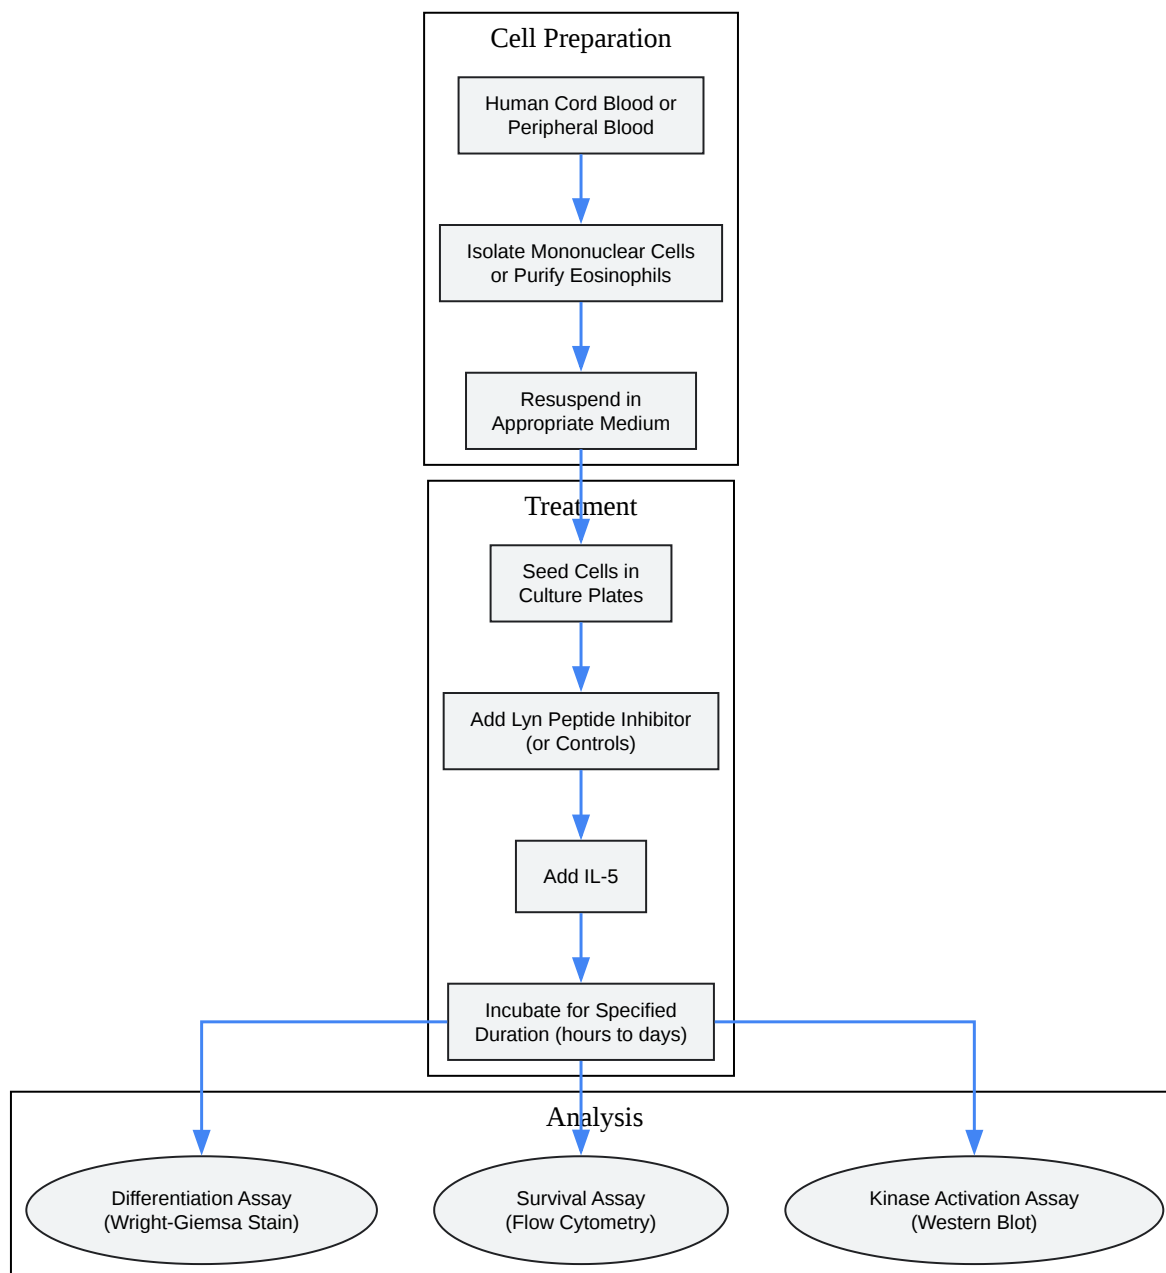 Cell Preparation
Human Cord Blood or
Peripheral Blood
Isolate Mononuclear Cells
or Purify Eosinophils
Resuspend in
Appropriate Medium
Treatment
Seed Cells in
Culture Plates
Add Lyn Peptide Inhibitor
(or Controls)
Add IL-5
Incubate for Specified
Duration (hours to days)
Analysis
Differentiation Assay
(Wright-Giemsa Stain)
Survival Assay
(Flow Cytometry)
Kinase Activation Assay
(Western Blot)